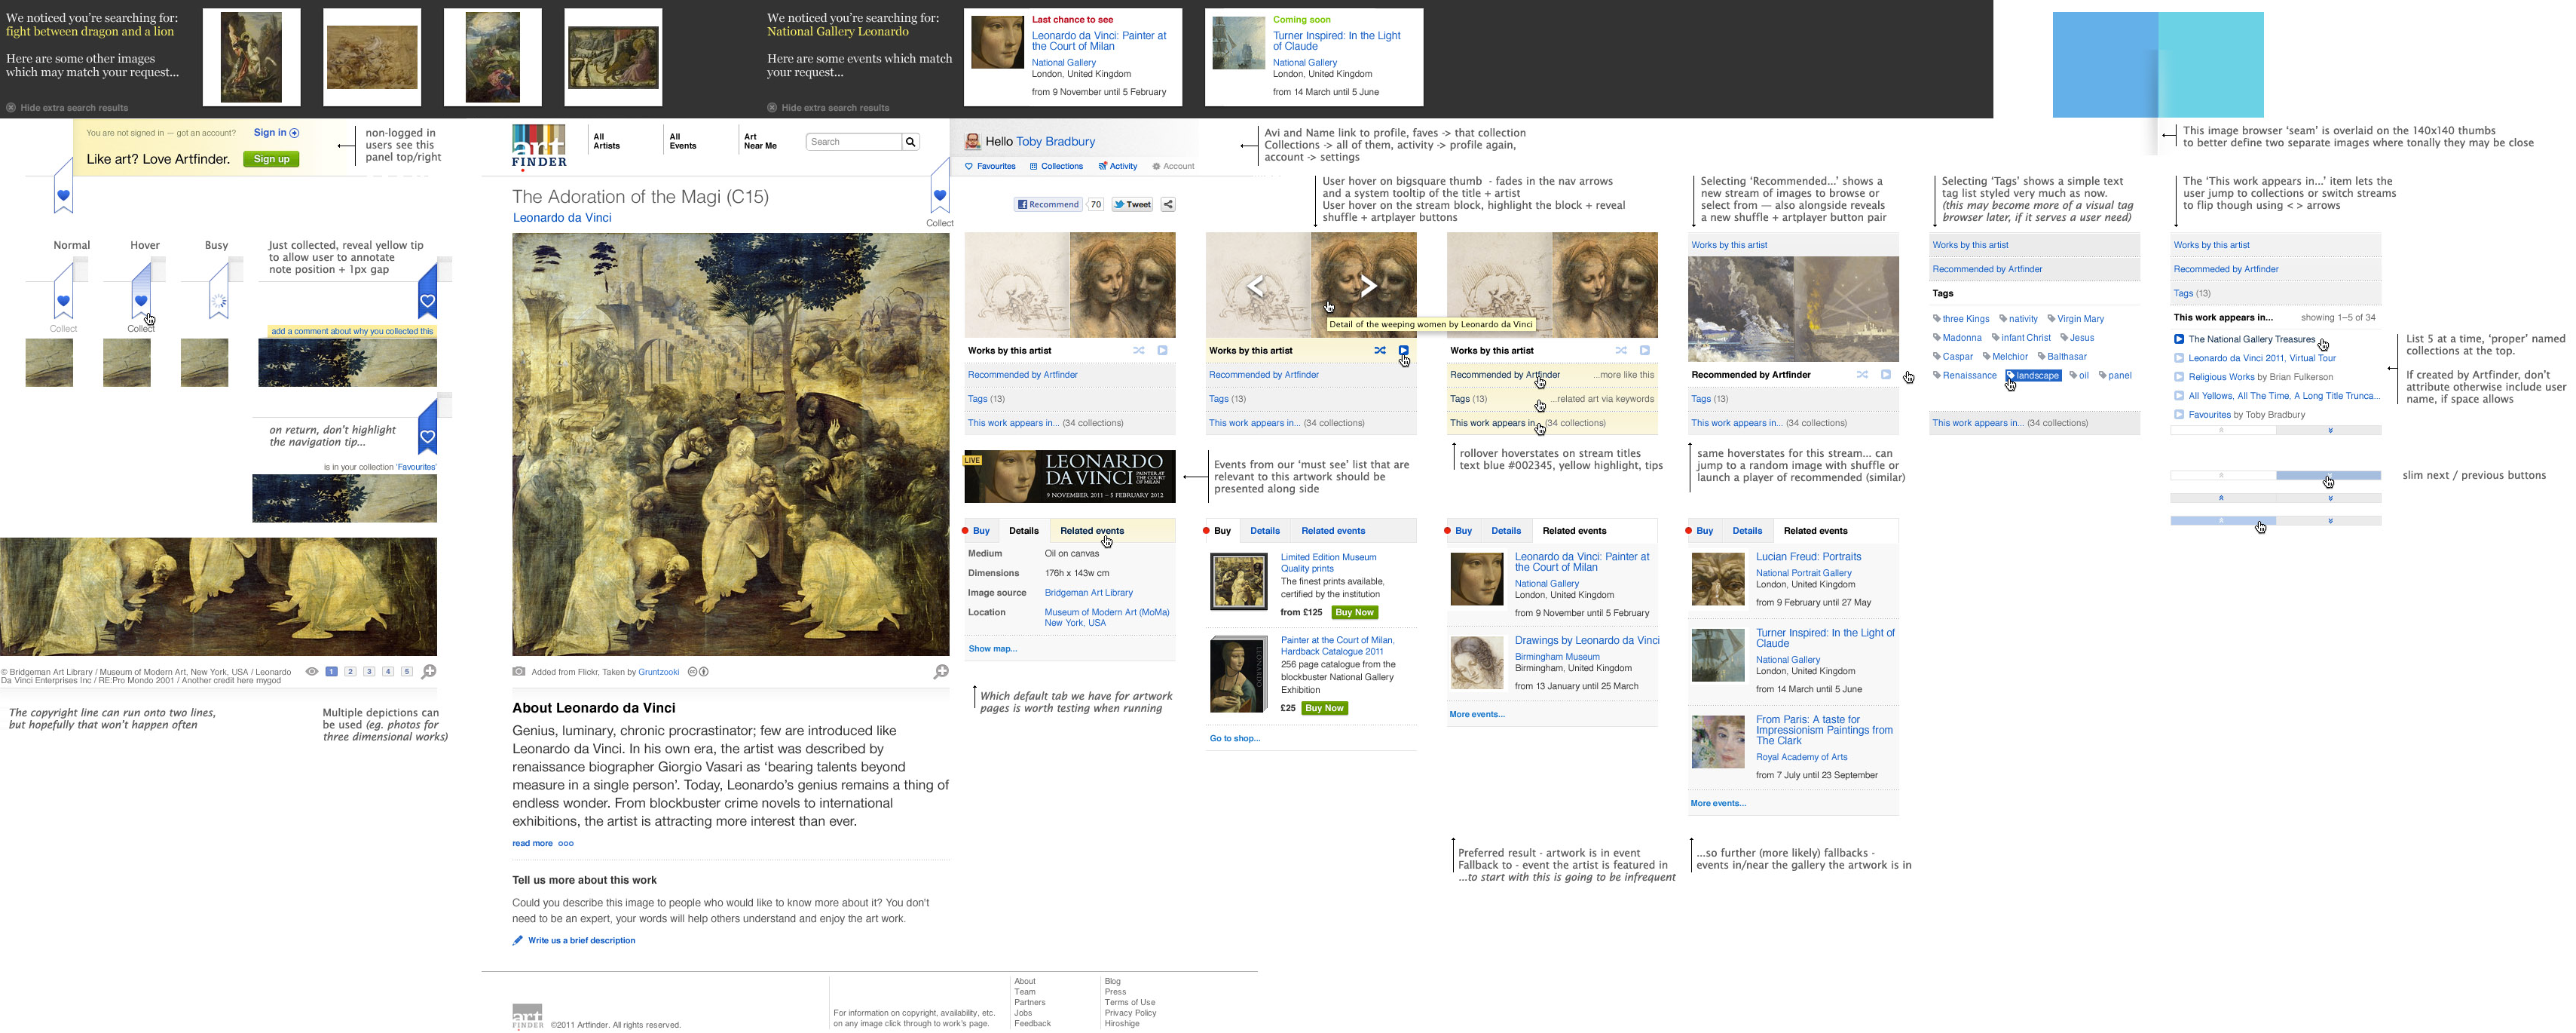 We noticed you're searching for:
fight between dragon and a lion
Here are some other images
which may match your request...
Hide extra search results
We noticed you're searching for:
National Gallery Leonardo
Here are some events which match
your request...
Hide extra search results
Last chance to see
Leonardo da Vinci: Painter at
the Court of Milan
National Gallery
London, United Kingdom
from 9 November until 5 February
Coming soon
Turner Inspired: In the Light
of Claude
National Gallery
London, United Kingdom
from 14 March until 5 June
You are not signed in — got an account?
Sign in
Like art? Love Artfinder.
Sign up
non-logged in
users see this
panel top/right
art
FINDER
All
Artists
All
Events
Art
Near Me
Search
Hello Toby Bradbury
Favourites
Collections
Activity
Account
Avi and Name link to profile, faves -> that collection
Collections -> all of them, activity -> profile again,
account -> settings
This image browser 'seam' is overlaid on the 140x140 thumbs
to better define two separate images where tonally they may be close
Normal
Hover
Busy
Collect
Collect
Just collected, reveal yellow tip
to allow user to annotate
note position + 1px gap
add a comment about why you collected this
on return, don't highlight
the navigation tip...
is in your collection 'Favourites'
© Bridgeman Art Library / Museum of Modern Art, New York, USA / Leonardo
Da Vinci Enterprises Inc / RE:Pro Mondo 2001 / Another credit here mygod
1 2 3 4 5
The copyright line can run onto two lines,
but hopefully that won't happen often
Multiple depictions can
be used (eg. photos for
three dimensional works)
The Adoration of the Magi (C15)
Leonardo da Vinci
Collect
Added from Flickr, Taken by Gruntzooki
About Leonardo da Vinci
Genius, luminary, chronic procrastinator; few are introduced like
Leonardo da Vinci. In his own era, the artist was described by
renaissance biographer Giorgio Vasari as 'bearing talents beyond
measure in a single person'. Today, Leonardo's genius remains a thing of
endless wonder. From blockbuster crime novels to international
exhibitions, the artist is attracting more interest than ever.
read more
Tell us more about this work
Could you describe this image to people who would like to know more about it? You don't
need to be an expert, your words will help others understand and enjoy the art work.
Write us a brief description
Recommend
70
Tweet
Works by this artist
Recommended by Artfinder
Tags (13)
This work appears in... (34 collections)
LIVE
LEONARDO
DA VINCI
PAINTER AT
THE COURT
OF MILAN
9 NOVEMBER 2011 – 5 FEBRUARY 2012
Events from our 'must see' list that are
relevant to this artwork should be
presented along side
Buy
Details
Related events
Medium
Oil on canvas
Dimensions
176h x 143w cm
Image source
Bridgeman Art Library
Location
Museum of Modern Art (MoMa)
New York, USA
Show map...
Which default tab we have for artwork
pages is worth testing when running
User hover on bigsquare thumb - fades in the nav arrows
and a system tooltip of the title + artist
User hover on the stream block, highlight the block + reveal
shuffle + artplayer buttons
Detail of the weeping women by Leonardo da Vinci
Works by this artist
Recommended by Artfinder
Tags (13)
This work appears in... (34 collections)
Buy
Details
Related events
Limited Edition Museum
Quality prints
The finest prints available,
certified by the institution
from £125
Buy Now
Painter at the Court of Milan,
Hardback Catalogue 2011
256 page catalogue from the
blockbuster National Gallery
Exhibition
£25
Buy Now
Go to shop...
Works by this artist
Recommended by Artfinder
...more like this
Tags (13)
...related art via keywords
This work appears in... (34 collections)
rollover hoverstates on stream titles
text blue #002345, yellow highlight, tips
Buy
Details
Related events
Leonardo da Vinci: Painter at
the Court of Milan
National Gallery
London, United Kingdom
from 9 November until 5 February
Drawings by Leonardo da Vinci
Birmingham Museum
Birmingham, United Kingdom
from 13 January until 25 March
More events...
Preferred result - artwork is in event
Fallback to - event the artist is featured in
...to start with this is going to be infrequent
Selecting 'Recommended...' shows a
new stream of images to browse or
select from — also alongside reveals
a new shuffle + artplayer button pair
Works by this artist
Recommended by Artfinder
Tags (13)
This work appears in... (34 collections)
same hoverstates for this stream... can
jump to a random image with shuffle or
launch a player of recommended (similar)
Buy
Details
Related events
Lucian Freud: Portraits
National Portrait Gallery
London, United Kingdom
from 9 February until 27 May
Turner Inspired: In the Light of
Claude
National Gallery
London, United Kingdom
from 14 March until 5 June
From Paris: A taste for
Impressionism Paintings from
The Clark
Royal Academy of Arts
from 7 July until 23 September
More events...
...so further (more likely) fallbacks -
events in/near the gallery the artwork is in
Selecting 'Tags' shows a simple text
tag list styled very much as now.
(this may become more of a visual tag
browser later, if it serves a user need)
Works by this artist
Recommended by Artfinder
Tags
three Kings
nativity
Virgin Mary
Madonna
infant Christ
Jesus
Caspar
Melchior
Balthasar
Renaissance
landscape
oil
panel
This work appears in... (34 collections)
The 'This work appears in...' item lets the
user jump to collections or switch streams
to flip though using < > arrows
Works by this artist
Recommeded by Artfinder
Tags (13)
This work appears in...
showing 1–5 of 34
The National Gallery Treasures
Leonardo da Vinci 2011, Virtual Tour
Religious Works by Brian Fulkerson
All Yellows, All The Time, A Long Title Trunca...
Favourites by Toby Bradbury
List 5 at a time, 'proper' named
collections at the top.
If created by Artfinder, don't
attribute otherwise include user
name, if space allows
slim next / previous buttons
art
FINDER
©2011 Artfinder. All rights reserved.
For information on copyright, availability, etc.
on any image click through to work's page.
About
Team
Partners
Jobs
Feedback
Blog
Press
Terms of Use
Privacy Policy
Hiroshige